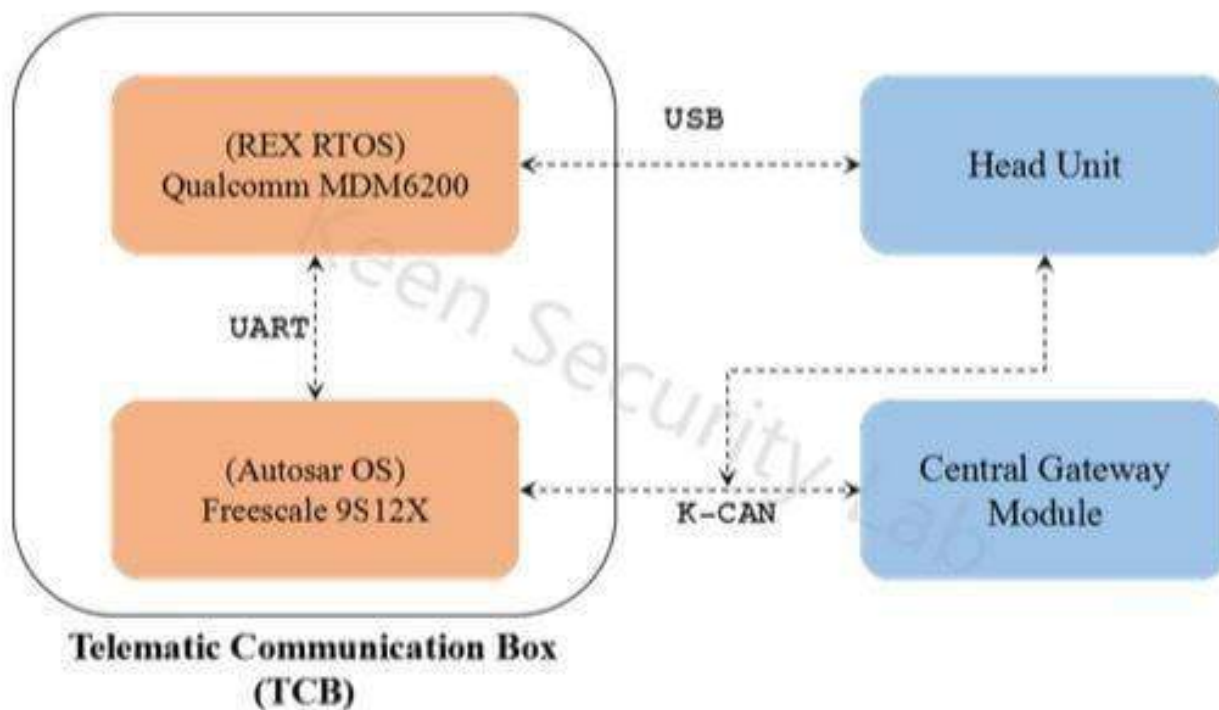 (REX RTOS)
Qualcomm MDM6200
USB
Head Unit
UART
(Autosar OS)
Freescale 9S12X
K-CAN
Central Gateway
Module
Keen Security Lab
Telematic Communication Box
(TCB)